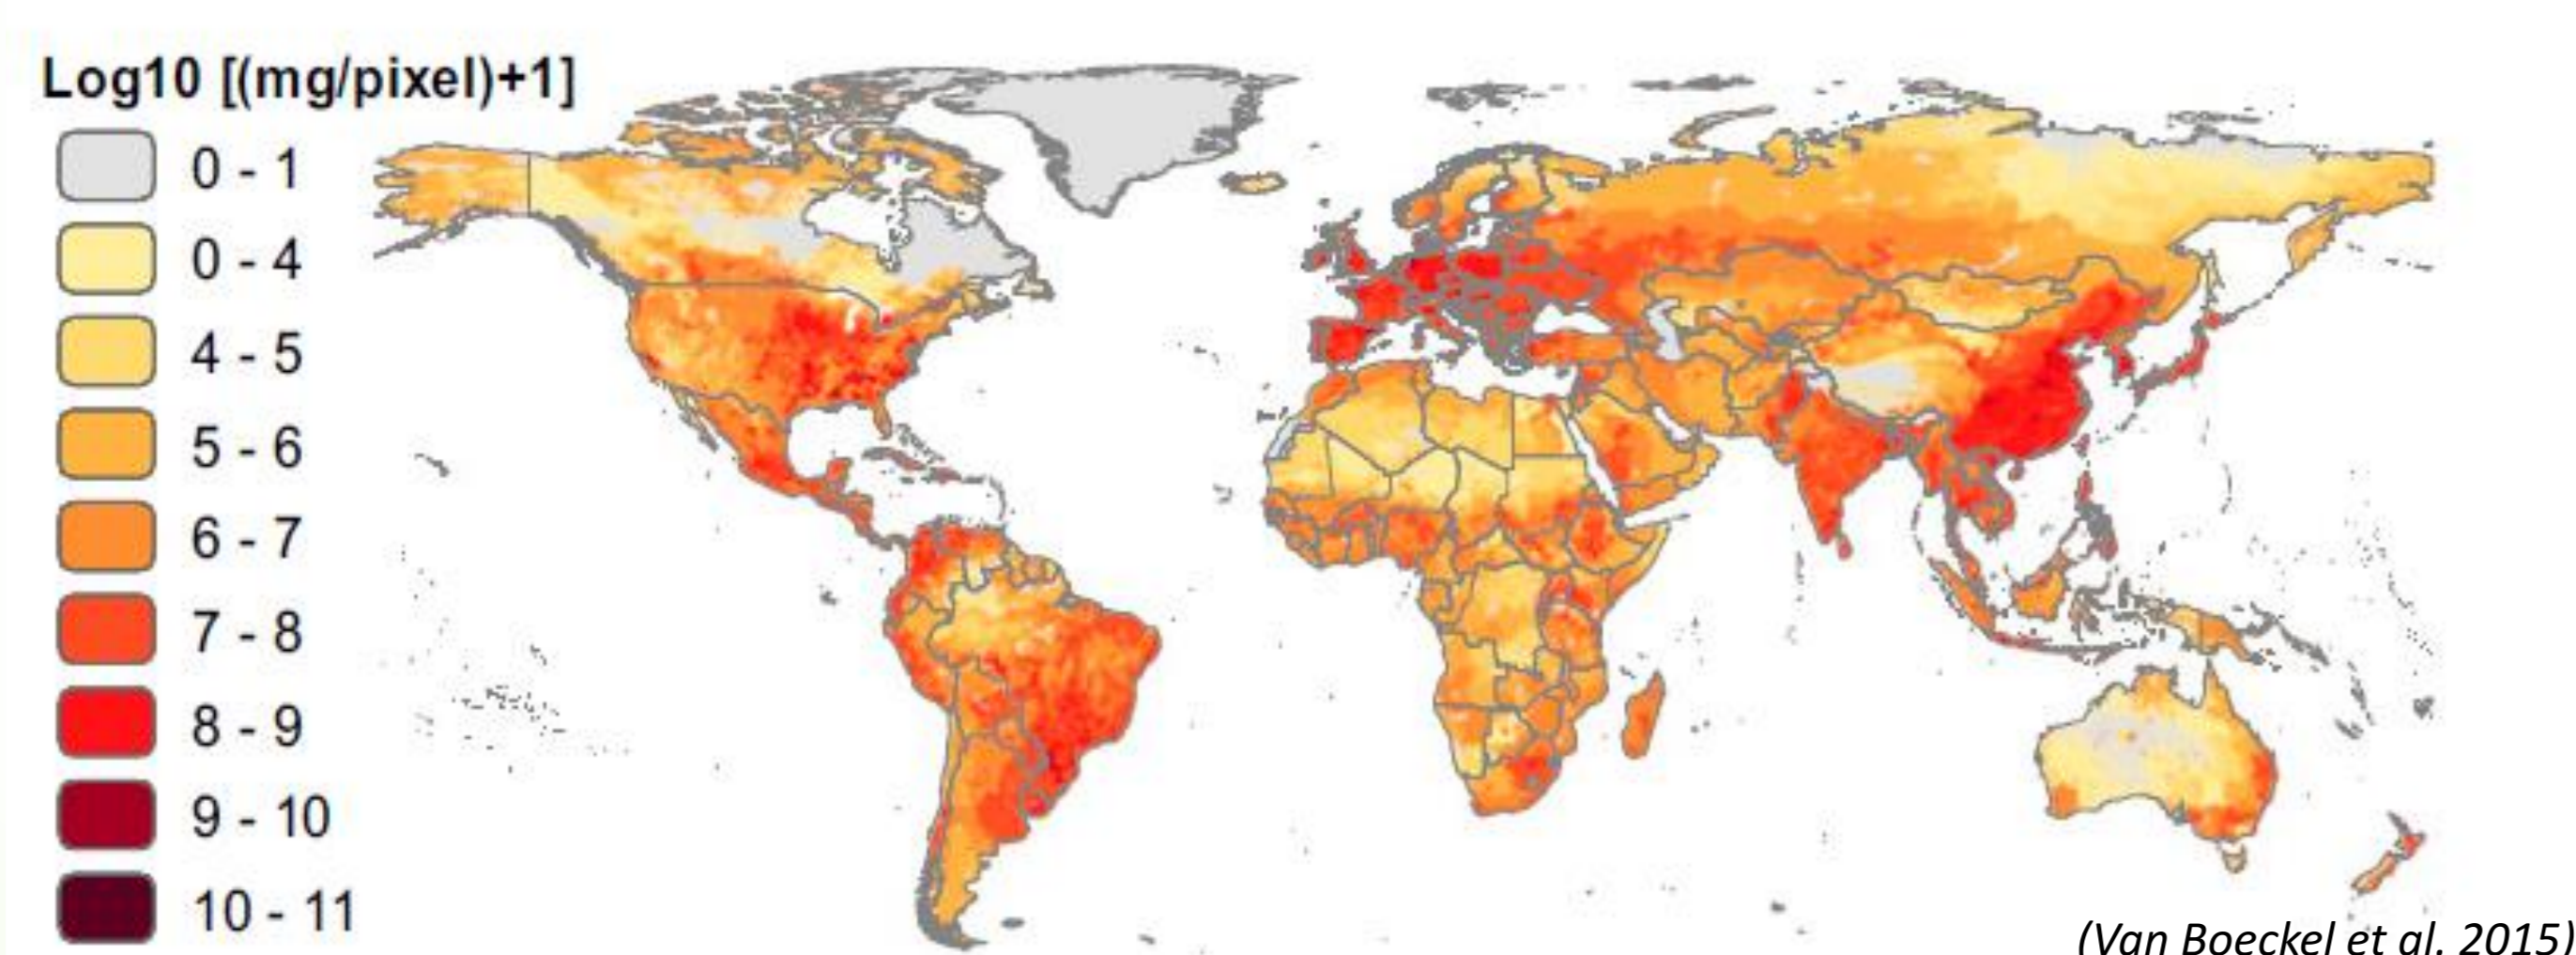 Log10 [(mg/pixel)+1]
0 - 1
0 - 4
4 - 5
5 - 6
6 - 7
7 - 8
8 - 9
9 - 10
10 - 11
(Van Boeckel et al. 2015)